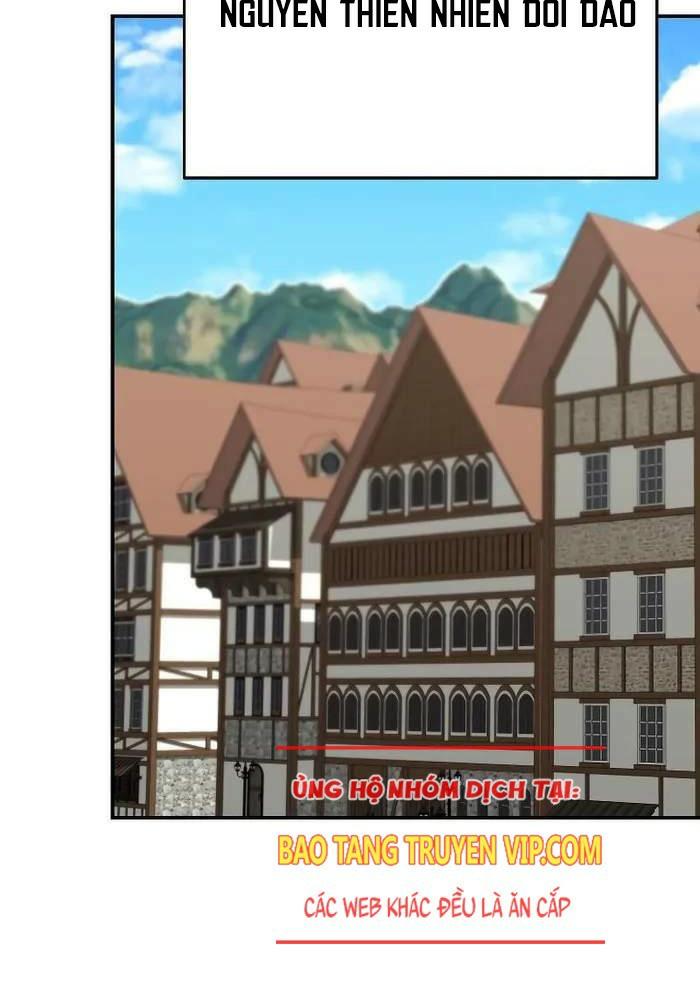 NGUYÊN THIÊN NHIÊN DỒI DÀO
ỦNG HỘ NHÓM DỊCH TẠI:
BAO TANG TRUYEN VIP.COM
CÁC WEB KHÁC ĐỀU LÀ ĂN CẮP